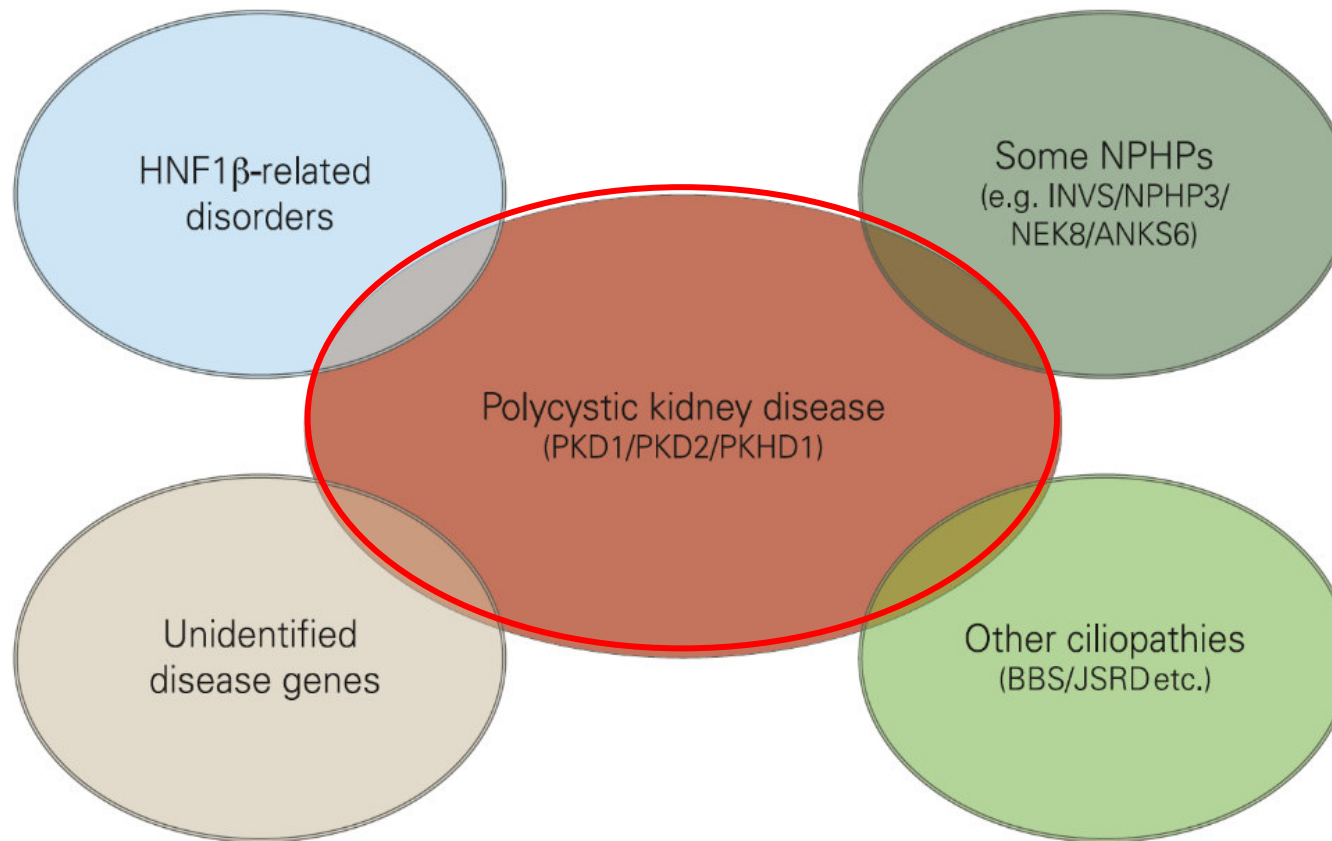 HNF1β-related
disorders
Some NPHPs
(e.g. INVS/NPHP3/
NEK8/ANKS6)
Polycystic kidney disease
(PKD1/PKD2/PKHD1)
Unidentified
disease genes
Other ciliopathies
(BBS/JSRD etc.)